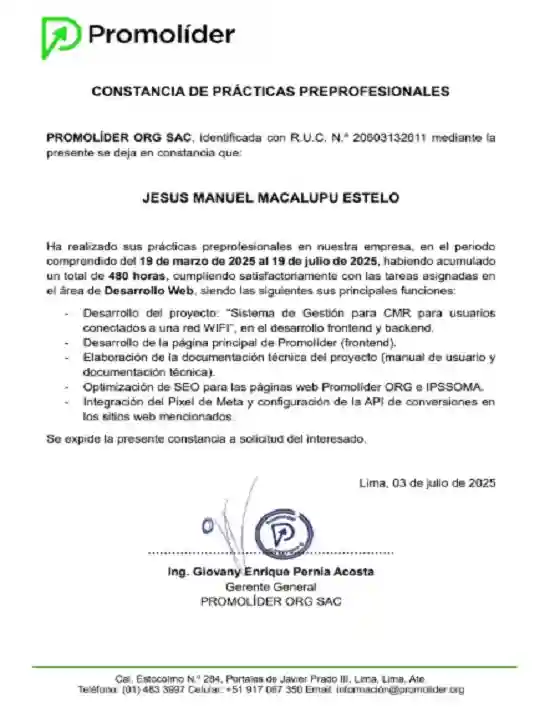 Promolíder
CONSTANCIA DE PRÁCTICAS PREPROFESIONALES
PROMOLÍDER ORG SAC, identificada con R.U.C. N.° 20603132611 mediante la
presente se deja en constancia que:
JESUS MANUEL MACALUPU ESTELO
Ha realizado sus prácticas preprofesionales en nuestra empresa, en el periodo
comprendido del 19 de marzo de 2025 al 19 de julio de 2025, habiendo acumulado
un total de 480 horas, cumpliendo satisfactoriamente con las tareas asignadas en
el área de Desarrollo Web, siendo las siguientes sus principales funciones:
- Desarrollo del proyecto: "Sistema de Gestión para CMR para usuarios
conectados a una red WIFI", en el desarrollo frontend y backend.
- Desarrollo de la página principal de Promolíder (frontend).
- Elaboración de la documentación técnica del proyecto (manual de usuario y
documentación técnica).
- Optimización de SEO para las páginas web Promolíder ORG e IPSSOMA.
- Integración del Pixel de Meta y configuración de la API de conversiones en
los sitios web mencionados.
Se expide la presente constancia a solicitud del interesado.
Lima, 03 de julio de 2025
Ing. Giovany Enrique Pernia Acosta
Gerente General
PROMOLÍDER ORG SAC
Cal. Estocolmo N.° 284, Portales de Javier Prado III, Lima, Lima, Ate
Teléfono: (01) 463 3997 Celular: +51 917 067 350 Email: información@promolider.org